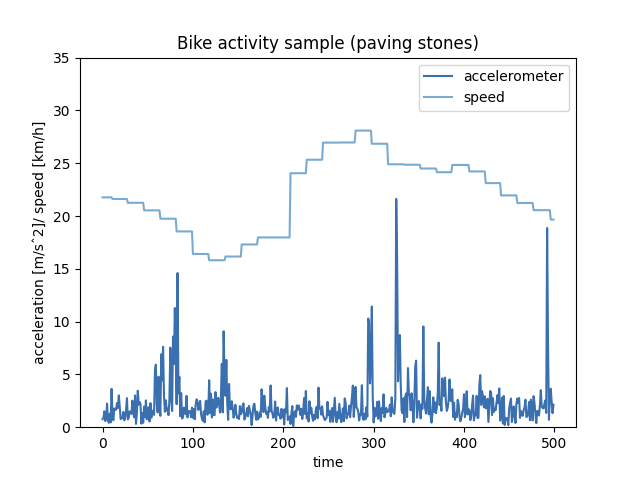 Bike activity sample (paving stones)
accelerometer
speed
acceleration [m/s^2]/ speed [km/h]
35
30
25
20
15
10
5
0
0 100 200 300 400 500
time